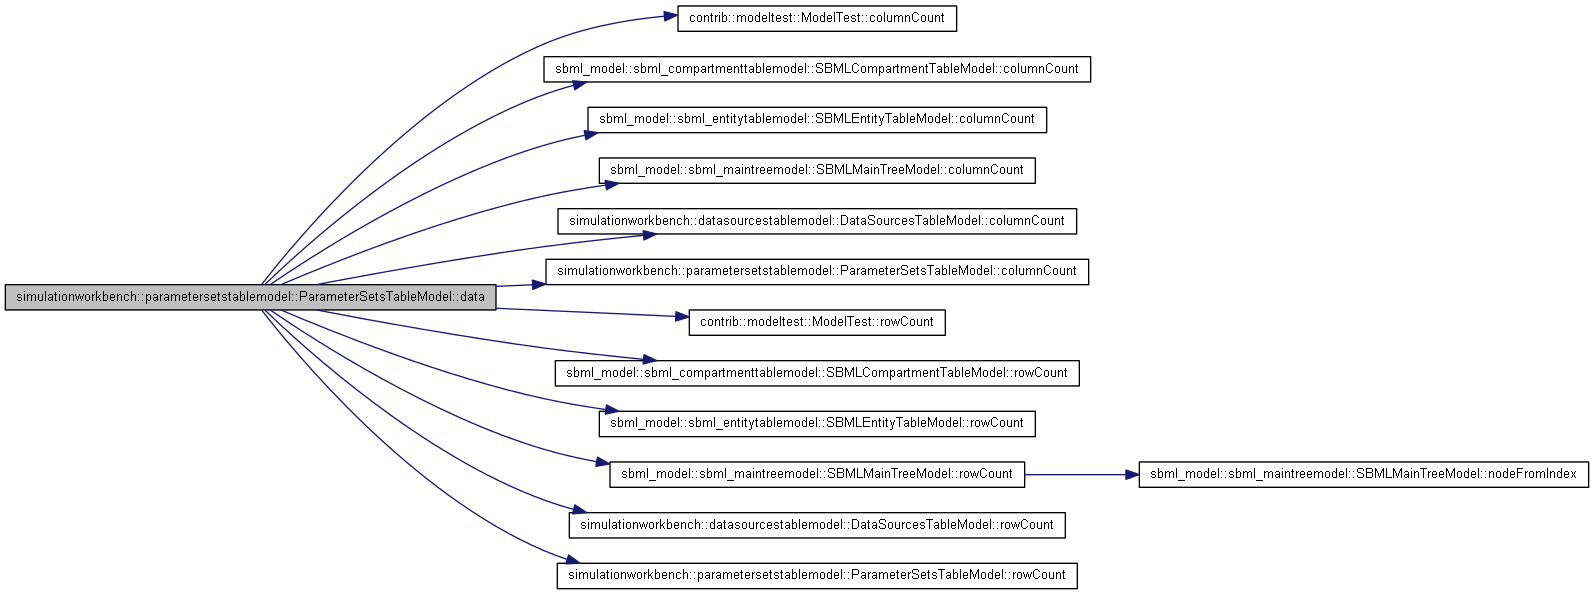 contrib::modeltest::ModelTest::columnCount
sbml_model::sbml_compartmenttablemodel::SBMLCompartmentTableModel::columnCount
sbml_model::sbml_entitytablemodel::SBMLEntityTableModel::columnCount
sbml_model::sbml_maintreemodel::SBMLMainTreeModel::columnCount
simulationworkbench::datasourcestablemodel::DataSourcesTableModel::columnCount
simulationworkbench::parametersetstablemodel::ParameterSetsTableModel::columnCount
simulationworkbench::parametersetstablemodel::ParameterSetsTableModel::data
contrib::modeltest::ModelTest::rowCount
sbml_model::sbml_compartmenttablemodel::SBMLCompartmentTableModel::rowCount
sbml_model::sbml_entitytablemodel::SBMLEntityTableModel::rowCount
sbml_model::sbml_maintreemodel::SBMLMainTreeModel::rowCount
sbml_model::sbml_maintreemodel::SBMLMainTreeModel::nodeFromIndex
simulationworkbench::datasourcestablemodel::DataSourcesTableModel::rowCount
simulationworkbench::parametersetstablemodel::ParameterSetsTableModel::rowCount